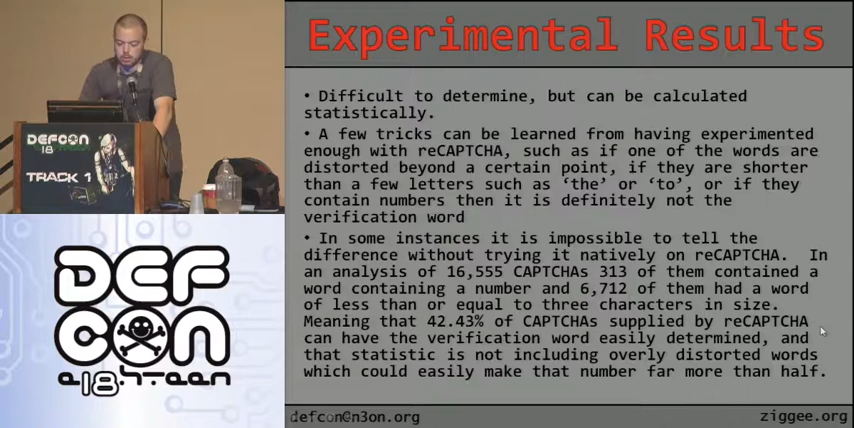 Experimental Results
• Difficult to determine, but can be calculated
statistically.
• A few tricks can be learned from having experimented
enough with reCAPTCHA, such as if one of the words are
distorted beyond a certain point, if they are shorter
than a few letters such as ‘the’ or ‘to’, or if they
contain numbers then it is definitely not the
verification word
• In some instances it is impossible to tell the
difference without trying it natively on reCAPTCHA.  In
an analysis of 16,555 CAPTCHAs 313 of them contained a
word containing a number and 6,712 of them had a word
of less than or equal to three characters in size.
Meaning that 42.43% of CAPTCHAs supplied by reCAPTCHA
can have the verification word easily determined, and
that statistic is not including overly distorted words
which could easily make that number far more than half.
defcon@n3on.org
ziggee.org
DEFCON
18
TRACK 1
DEF
CON
e18hteen